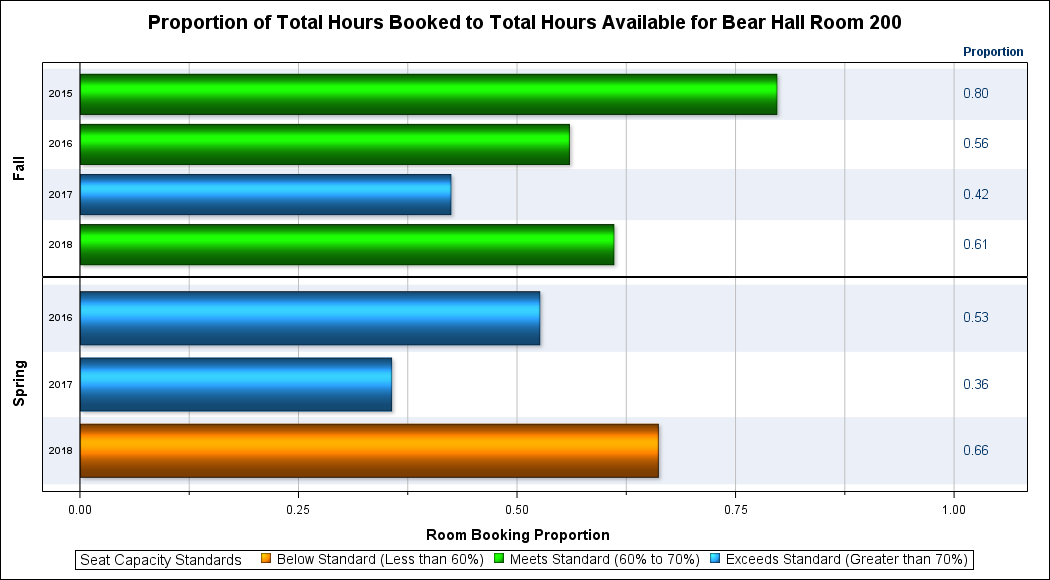 Proportion of Total Hours Booked to Total Hours Available for Bear Hall Room 200
Proportion
Fall
2015 0.80
2016 0.56
2017 0.42
2018 0.61
Spring
2016 0.53
2017 0.36
2018 0.66
0.00 0.25 0.50 0.75 1.00
Room Booking Proportion
Seat Capacity Standards Below Standard (Less than 60%) Meets Standard (60% to 70%) Exceeds Standard (Greater than 70%)